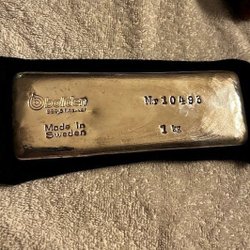 boliden
Nr 10493
Made in
Sweden
1 kg